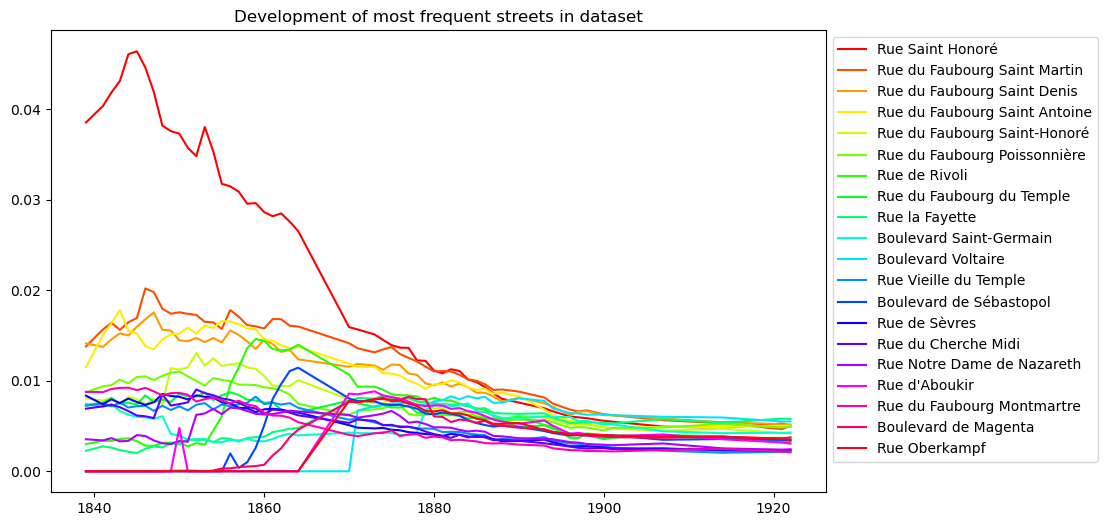 Development of most frequent streets in dataset
0.04
0.03
0.02
0.01
0.00
1840
1860
1880
1900
1920
Rue Saint Honoré
Rue du Faubourg Saint Martin
Rue du Faubourg Saint Denis
Rue du Faubourg Saint Antoine
Rue du Faubourg Saint-Honoré
Rue du Faubourg Poissonnière
Rue de Rivoli
Rue du Faubourg du Temple
Rue la Fayette
Boulevard Saint-Germain
Boulevard Voltaire
Rue Vieille du Temple
Boulevard de Sébastopol
Rue de Sèvres
Rue du Cherche Midi
Rue Notre Dame de Nazareth
Rue d'Aboukir
Rue du Faubourg Montmartre
Boulevard de Magenta
Rue Oberkampf